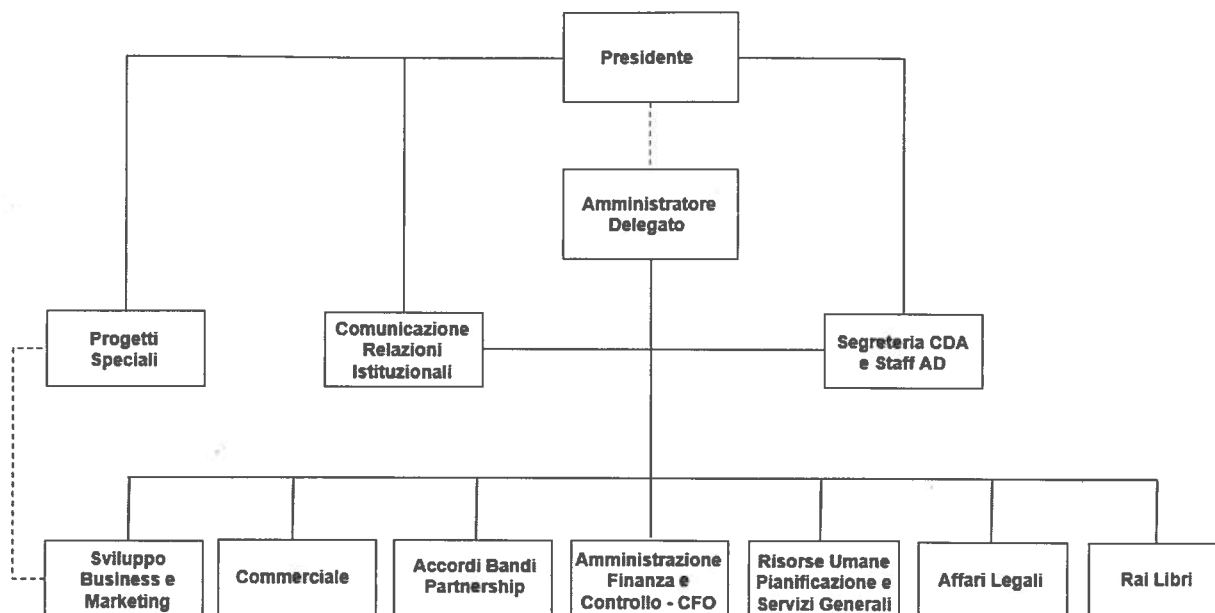 Presidente
Amministratore
Delegato
Progetti
Speciali
Comunicazione
Relazioni
Istituzionali
Segreteria CDA
e Staff AD
Sviluppo
Business e
Marketing
Commerciale
Accordi Bandi
Partnership
Amministrazione
Finanza e
Controllo - CFO
Risorse Umane
Pianificazione e
Servizi Generali
Affari Legali
Rai Libri